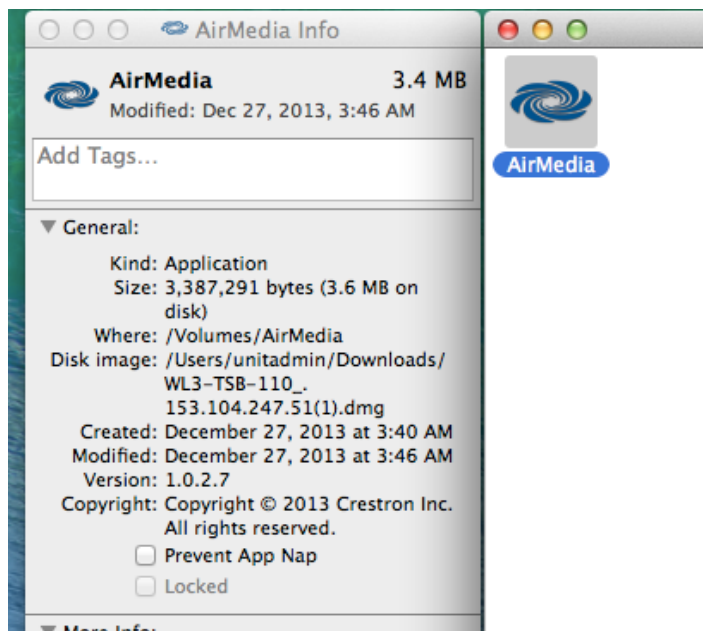 AirMedia Info
AirMedia 3.4 MB
Modified: Dec 27, 2013, 3:46 AM
Add Tags...
General:
Kind: Application
Size: 3,387,291 bytes (3.6 MB on
disk)
Where: /Volumes/AirMedia
Disk image: /Users/unitadmin/Downloads/
WL3-TSB-110_.
153.104.247.51(1).dmg
Created: December 27, 2013 at 3:40 AM
Modified: December 27, 2013 at 3:46 AM
Version: 1.0.2.7
Copyright: Copyright © 2013 Crestron Inc.
All rights reserved.
Prevent App Nap
Locked
More Info:
AirMedia